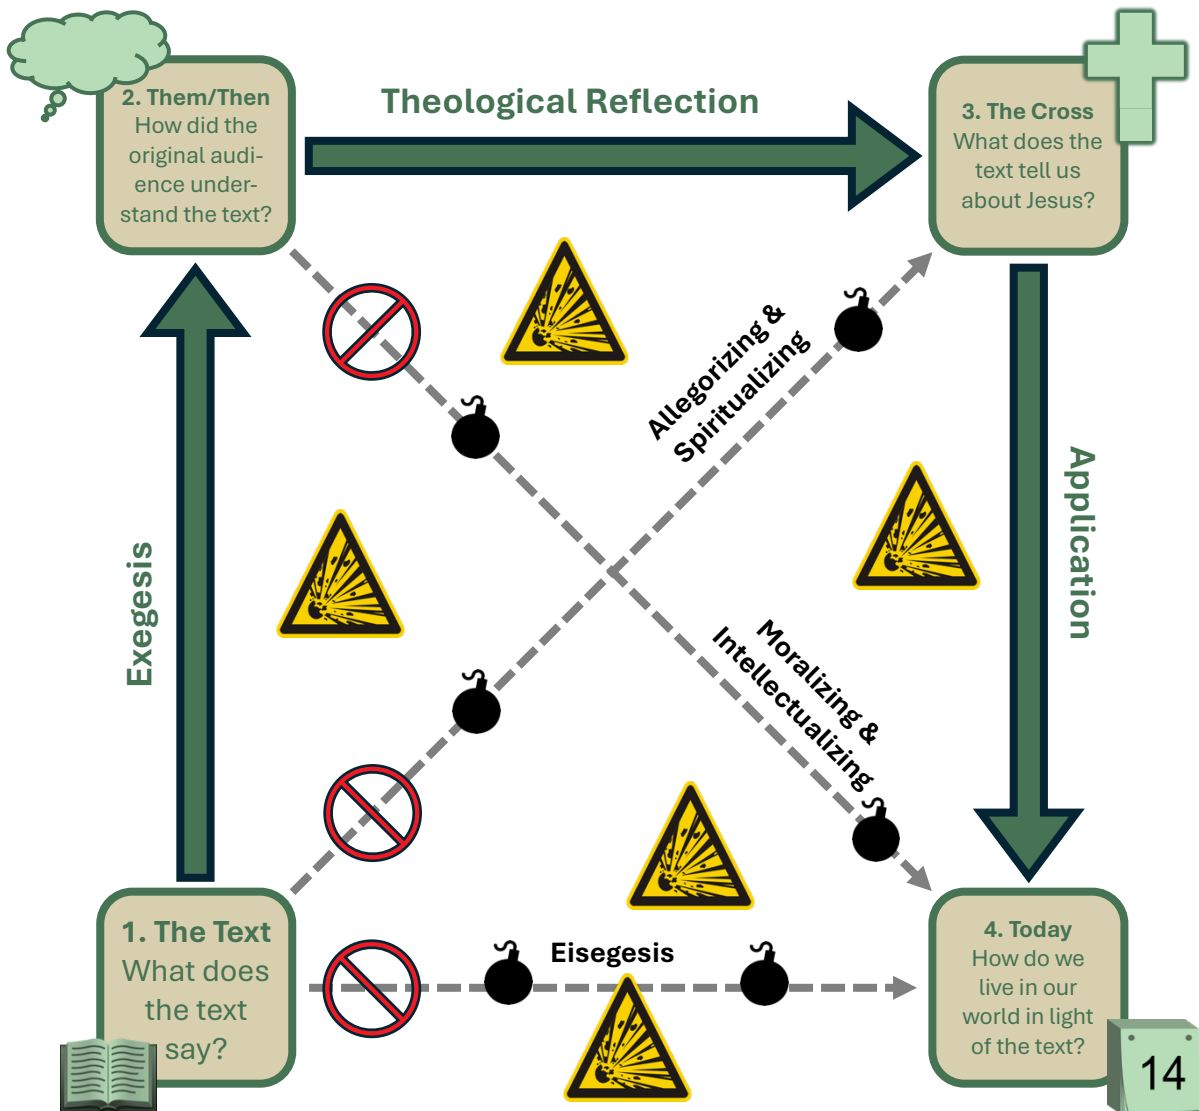 2. Them/Then
How did the
original audi-
ence under-
stand the text?
Theological Reflection
3. The Cross
What does the
text tell us
about Jesus?
Allegorizing &
Spiritualizing
Exegesis
Application
Moralizing &
Intellectualizing
1. The Text
What does
the text
say?
Eisegesis
4. Today
How do we
live in our
world in light
of the text?
14